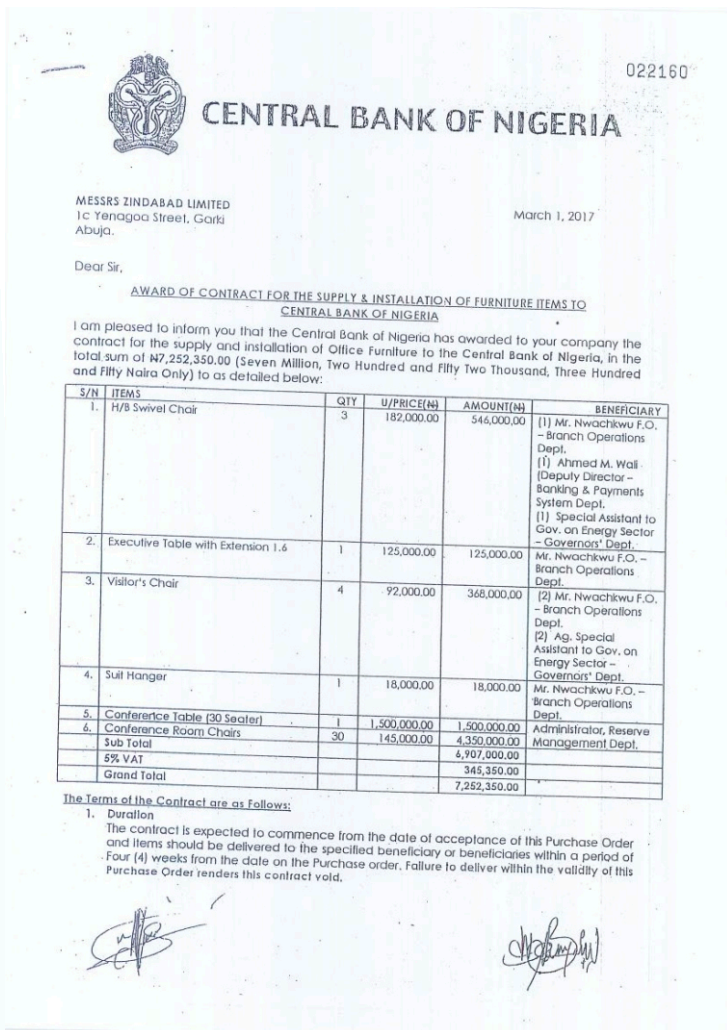 022160
CENTRAL BANK OF NIGERIA
MESSRS ZINDABAD LIMITED
1c Yenagoa Street, Garki
Abuja.
March 1, 2017
Dear Sir,
AWARD OF CONTRACT FOR THE SUPPLY & INSTALLATION OF FURNITURE ITEMS TO
CENTRAL BANK OF NIGERIA
I am pleased to inform you that the Central Bank of Nigeria has awarded to your company the
contract for the supply and installation of Office Furniture to the Central Bank of Nigeria, in the
total sum of ₦7,252,350.00 (Seven Million, Two Hundred and Fifty Two Thousand, Three Hundred
and Fifty Naira Only) to as detailed below:
S/N ITEMS QTY U/PRICE(₦) AMOUNT(₦) BENEFICIARY
1. H/B Swivel Chair 3 182,000.00 546,000.00 (1) Mr. Nwachkwu F.O.
– Branch Operations
Dept.
(1) Ahmed M. Wali
(Deputy Director –
Banking & Payments
System Dept.
(1) Special Assistant to
Gov. on Energy Sector
– Governors' Dept.
2. Executive Table with Extension 1.6 1 125,000.00 125,000.00 Mr. Nwachkwu F.O. –
Branch Operations
Dept.
3. Visitor's Chair 4 92,000.00 368,000.00 (2) Mr. Nwachkwu F.O.
– Branch Operations
Dept.
(2) Ag. Special
Assistant to Gov. on
Energy Sector –
Governors' Dept.
4. Suit Hanger 1 18,000.00 18,000.00 Mr. Nwachkwu F.O. –
Branch Operations
Dept.
5. Conference Table (30 Seater) 1 1,500,000.00 1,500,000.00 Administrator, Reserve
6. Conference Room Chairs 30 145,000.00 4,350,000.00 Management Dept.
Sub Total 6,907,000.00
5% VAT 345,350.00
Grand Total 7,252,350.00
The Terms of the Contract are as Follows:
1. Duration
The contract is expected to commence from the date of acceptance of this Purchase Order
and items should be delivered to the specified beneficiary or beneficiaries within a period of
Four (4) weeks from the date on the Purchase order. Failure to deliver within the validity of this
Purchase Order renders this contract void.